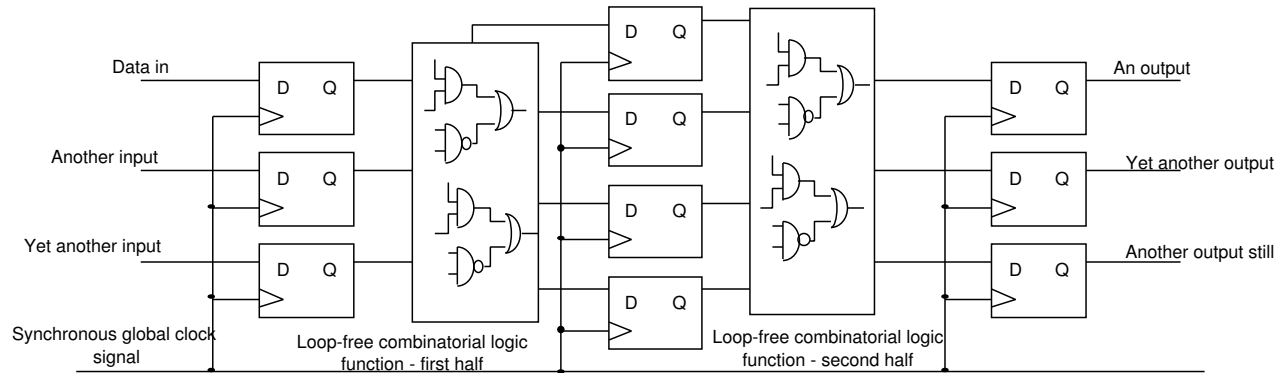 D Q
Data in
An output
D Q
D Q
D Q
Another input
Yet another output
D Q
D Q
D Q
Yet another input
Another output still
D Q
D Q
D Q
D Q
Synchronous global clock
signal
Loop-free combinatorial logic
function - first half
Loop-free combinatorial logic
function - second half